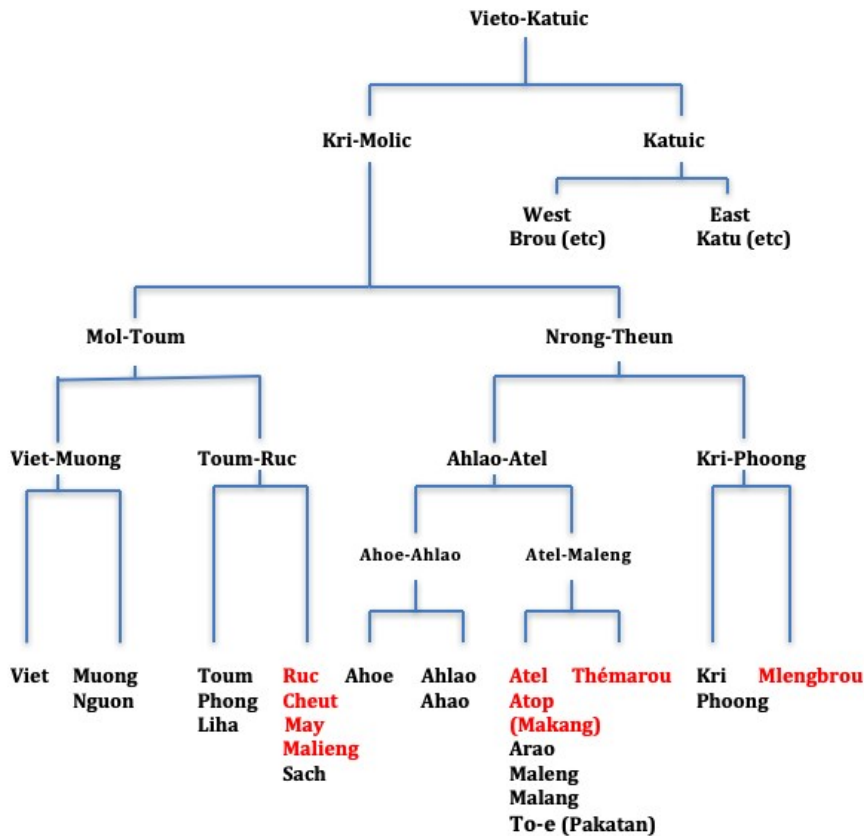 Vieto-Katuic
Kri-Molic Katuic
West East
Brou (etc) Katu (etc)
Mol-Toum Nrong-Theun
Viet-Muong Toum-Ruc Ahlao-Atel Kri-Phoong
Ahoe-Ahlao Atel-Maleng
Viet Muong Toum Ruc Ahoe Ahlao Atel Thémarou Kri Mlengbrou
Nguon Phong Cheut Ahao Atop Phoong
Liha May (Makang)
Malieng Arao
Sach Maleng
Malang
To-e (Pakatan)